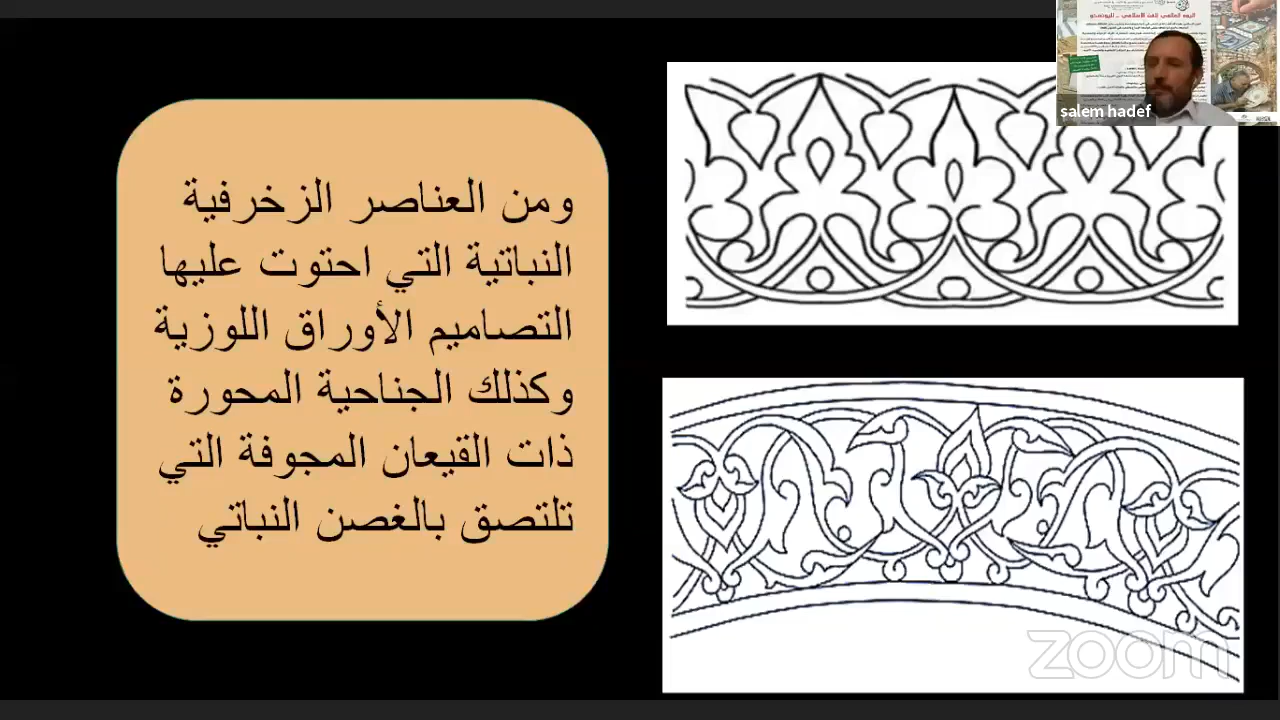 ومن العناصر الزخرفية
النباتية التي احتوت عليها
التصاميم الأوراق اللوزية
وكذلك الجناحية المحورة
ذات القيعان المجوفة التي
تلتصق بالغصن النباتي
salem hadef
zoom